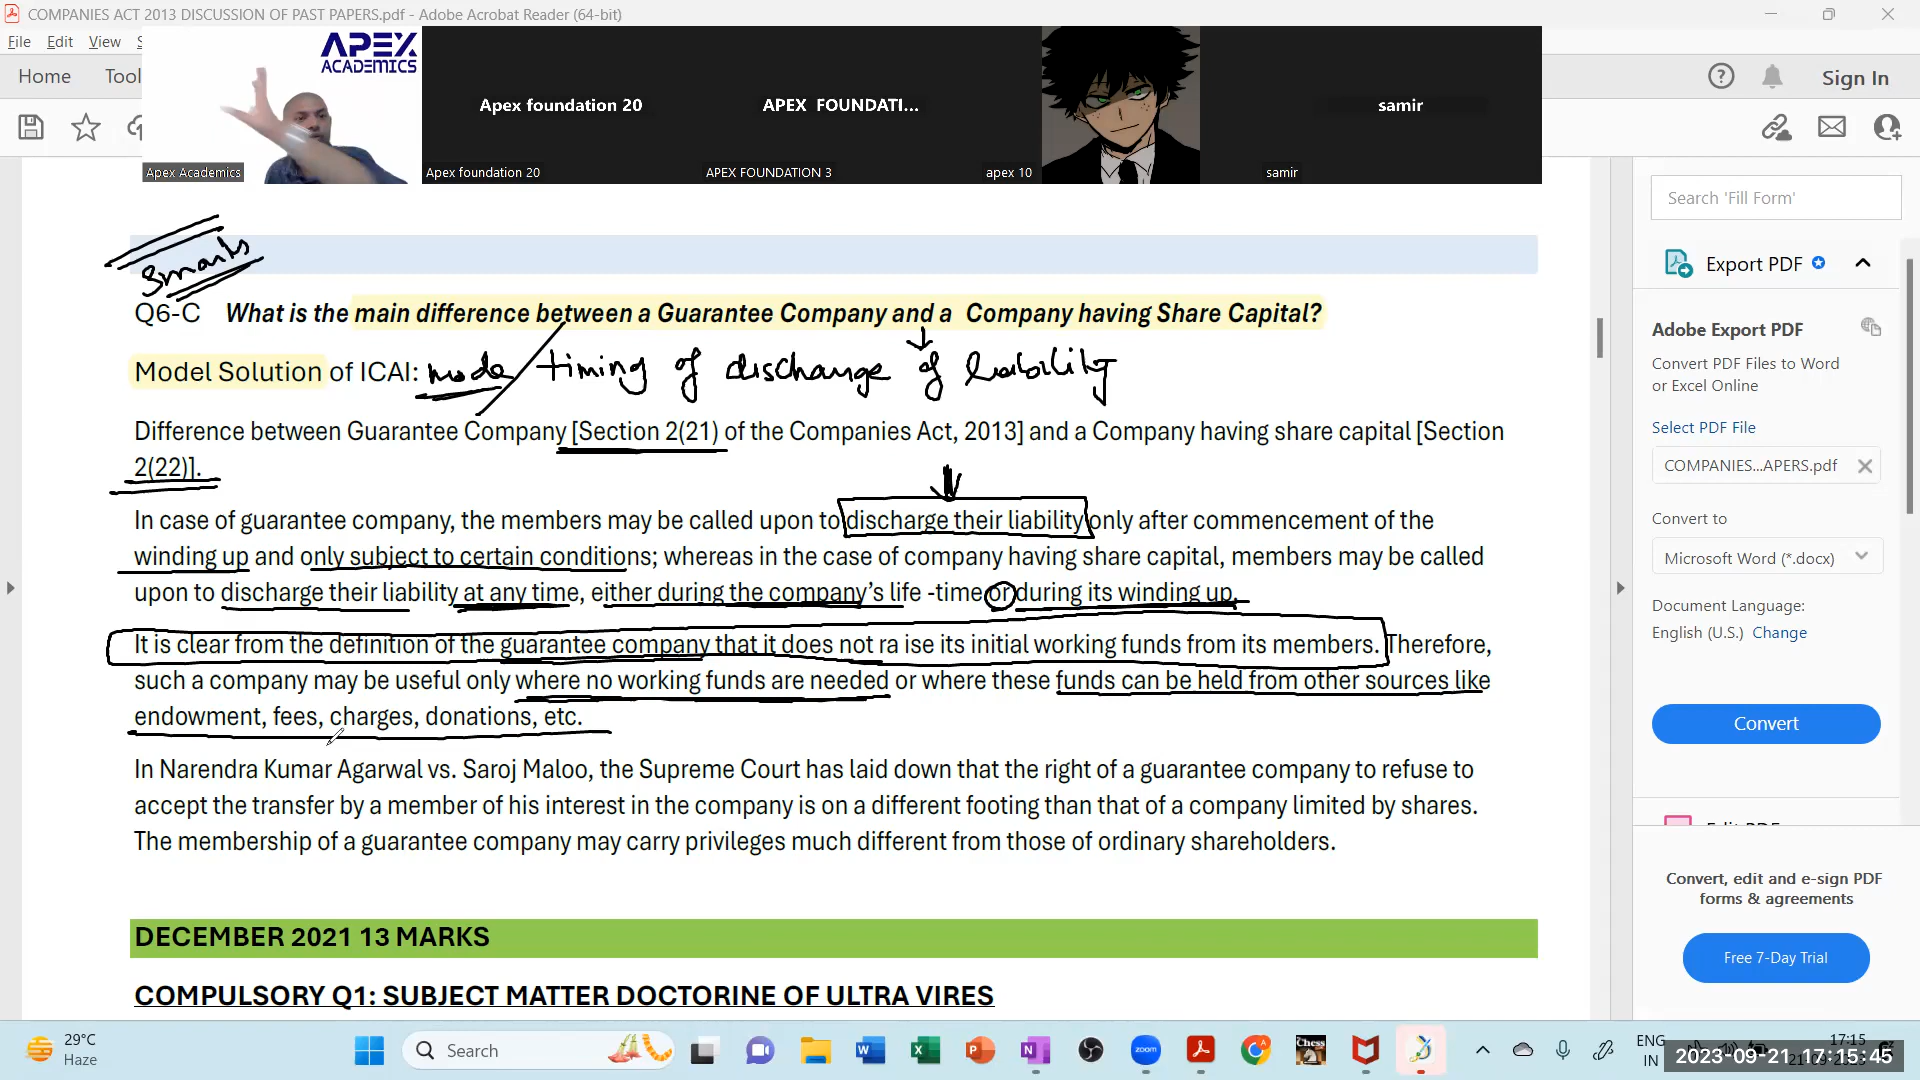 COMPANIES ACT 2013 DISCUSSION OF PAST PAPERS.pdf - Adobe Acrobat Reader (64-bit)
File Edit View S
Home Tool
Sign In
APEX
ACADEMICS
Apex foundation 20
APEX FOUNDATI...
samir
Apex Academics
Apex foundation 20
APEX FOUNDATION 3
apex 10
samir
5marks
Q6-C What is the main difference between a Guarantee Company and a Company having Share Capital?
Model Solution of ICAI: mode / timing of discharge of liability
Difference between Guarantee Company [Section 2(21) of the Companies Act, 2013] and a Company having share capital [Section
2(22)].
In case of guarantee company, the members may be called upon to discharge their liability only after commencement of the
winding up and only subject to certain conditions; whereas in the case of company having share capital, members may be called
upon to discharge their liability at any time, either during the company's life -time or during its winding up.
It is clear from the definition of the guarantee company that it does not ra ise its initial working funds from its members. Therefore,
such a company may be useful only where no working funds are needed or where these funds can be held from other sources like
endowment, fees, charges, donations, etc.
In Narendra Kumar Agarwal vs. Saroj Maloo, the Supreme Court has laid down that the right of a guarantee company to refuse to
accept the transfer by a member of his interest in the company is on a different footing than that of a company limited by shares.
The membership of a guarantee company may carry privileges much different from those of ordinary shareholders.
DECEMBER 2021 13 MARKS
COMPULSORY Q1: SUBJECT MATTER DOCTORINE OF ULTRA VIRES
Search 'Fill Form'
Export PDF
Adobe Export PDF
Convert PDF Files to Word
or Excel Online
Select PDF File
COMPANIES...APERS.pdf
Convert to
Microsoft Word (*.docx)
Document Language:
English (U.S.) Change
Convert
Convert, edit and e-sign PDF
forms & agreements
Free 7-Day Trial
29°C
Haze
Search
zoom
Chess
ENG
IN
17:15
2023-09-21 17:15:45